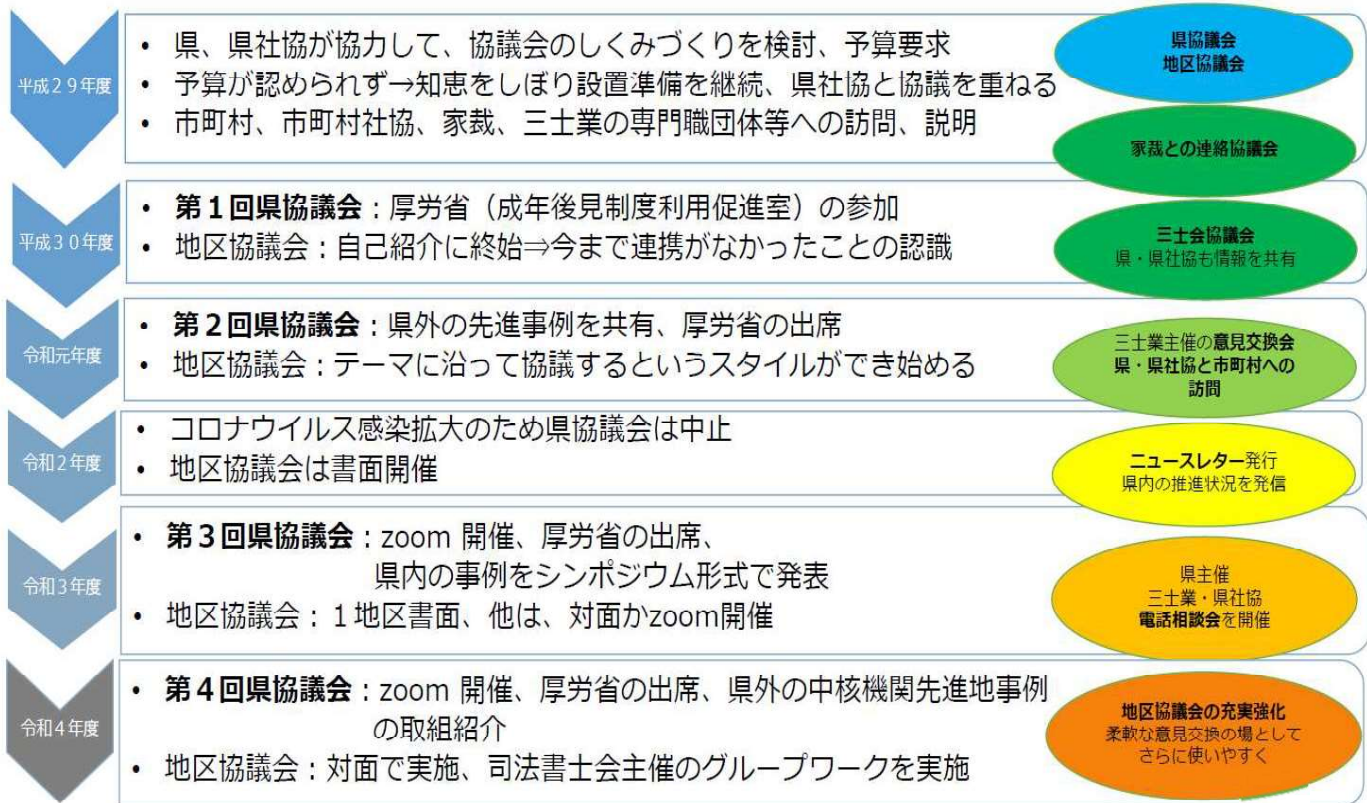 平成29年度
・ 県、県社協が協力して、協議会のしくみづくりを検討、予算要求
・ 予算が認められず→知恵をしぼり設置準備を継続、県社協と協議を重ねる
・ 市町村、市町村社協、家裁、三士業の専門職団体等への訪問、説明
県協議会
地区協議会
家裁との連絡協議会
平成30年度
・ 第1回県協議会：厚労省（成年後見制度利用促進室）の参加
・ 地区協議会：自己紹介に終始⇒今まで連携がなかったことの認識
三士会協議会
県・県社協も情報を共有
令和元年度
・ 第2回県協議会：県外の先進事例を共有、厚労省の出席
・ 地区協議会：テーマに沿って協議するというスタイルができ始める
三士業主催の意見交換会
県・県社協と市町村への
訪問
令和2年度
・ コロナウイルス感染拡大のため県協議会は中止
・ 地区協議会は書面開催
ニュースレター発行
県内の推進状況を発信
令和3年度
・ 第3回県協議会：zoom 開催、厚労省の出席、
県内の事例をシンポジウム形式で発表
・ 地区協議会：1地区書面、他は、対面かzoom開催
県主催
三士業・県社協
電話相談会を開催
令和4年度
・ 第4回県協議会：zoom 開催、厚労省の出席、県外の中核機関先進地事例
の取組紹介
・ 地区協議会：対面で実施、司法書士会主催のグループワークを実施
地区協議会の充実強化
柔軟な意見交換の場として
さらに使いやすく